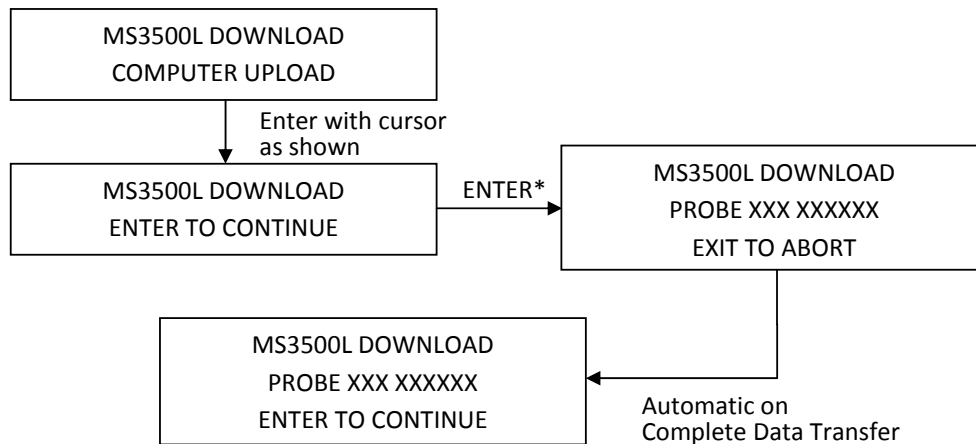 MS3500L DOWNLOAD
COMPUTER UPLOAD
Enter with cursor
as shown
MS3500L DOWNLOAD
ENTER TO CONTINUE
ENTER*
MS3500L DOWNLOAD
PROBE XXX XXXXXX
EXIT TO ABORT
Automatic on
Complete Data Transfer
MS3500L DOWNLOAD
PROBE XXX XXXXXX
ENTER TO CONTINUE